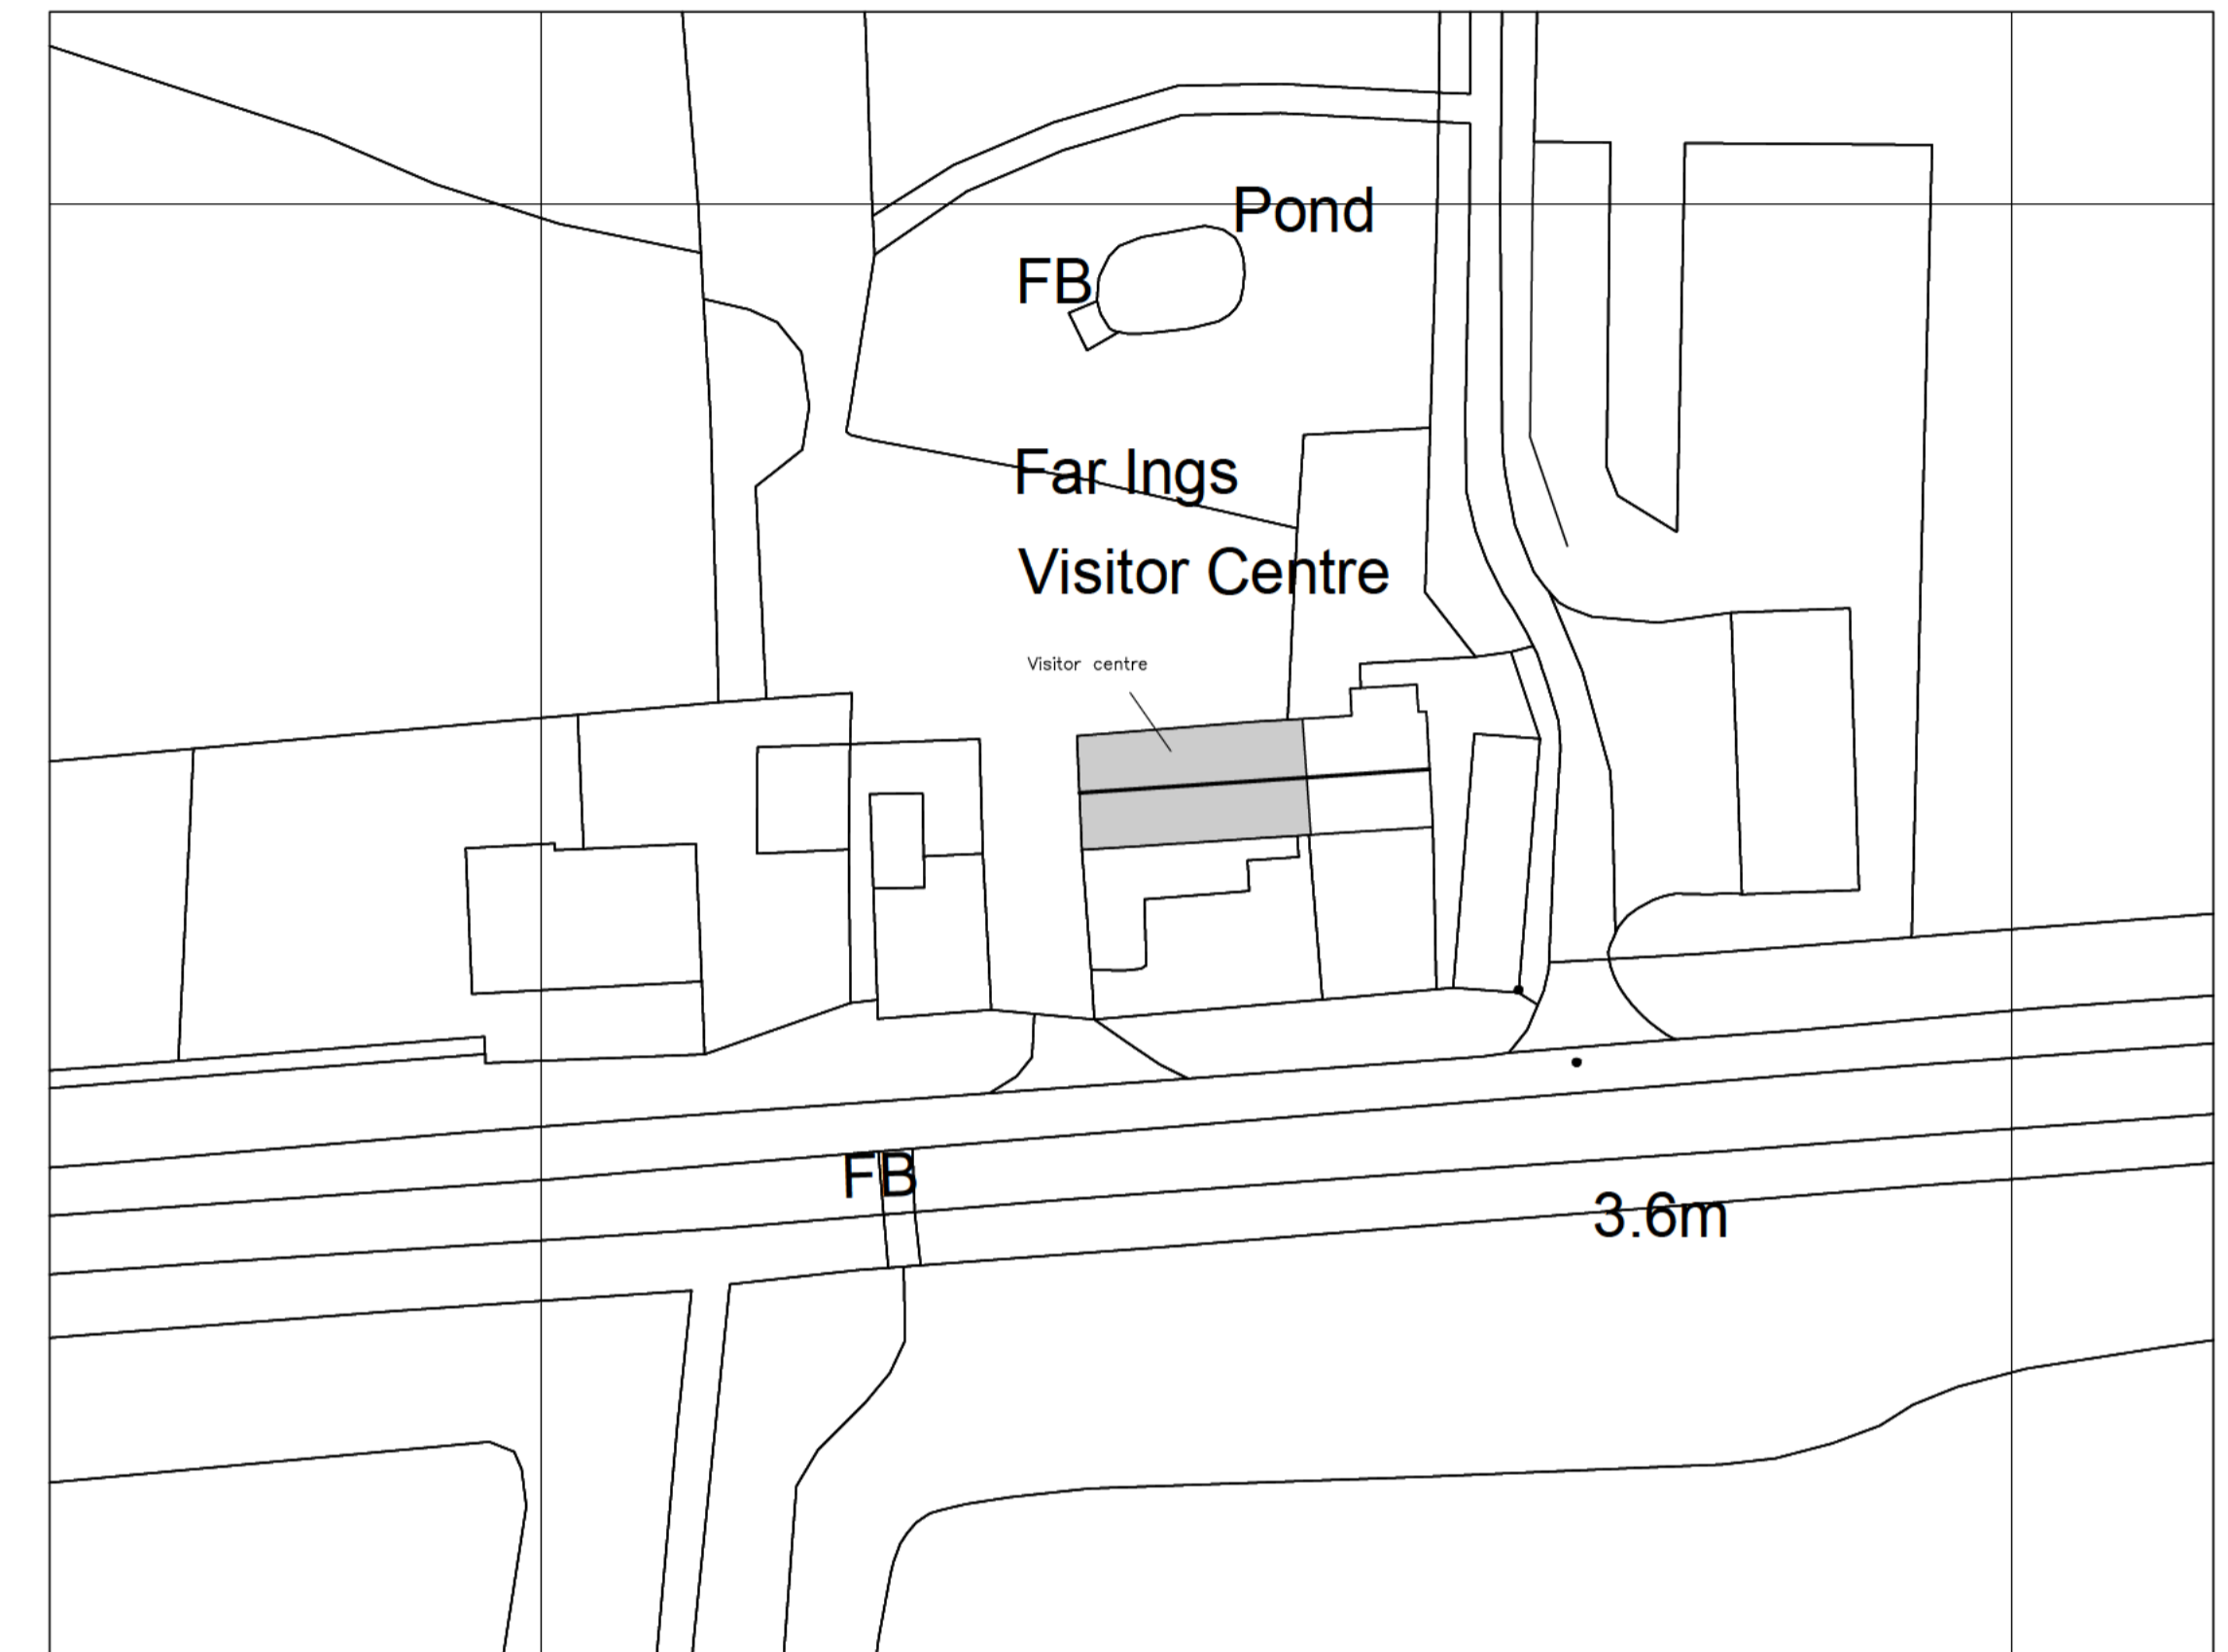 Pond
FB
Far Ings
Visitor Centre
Visitor centre
FB
3.6m